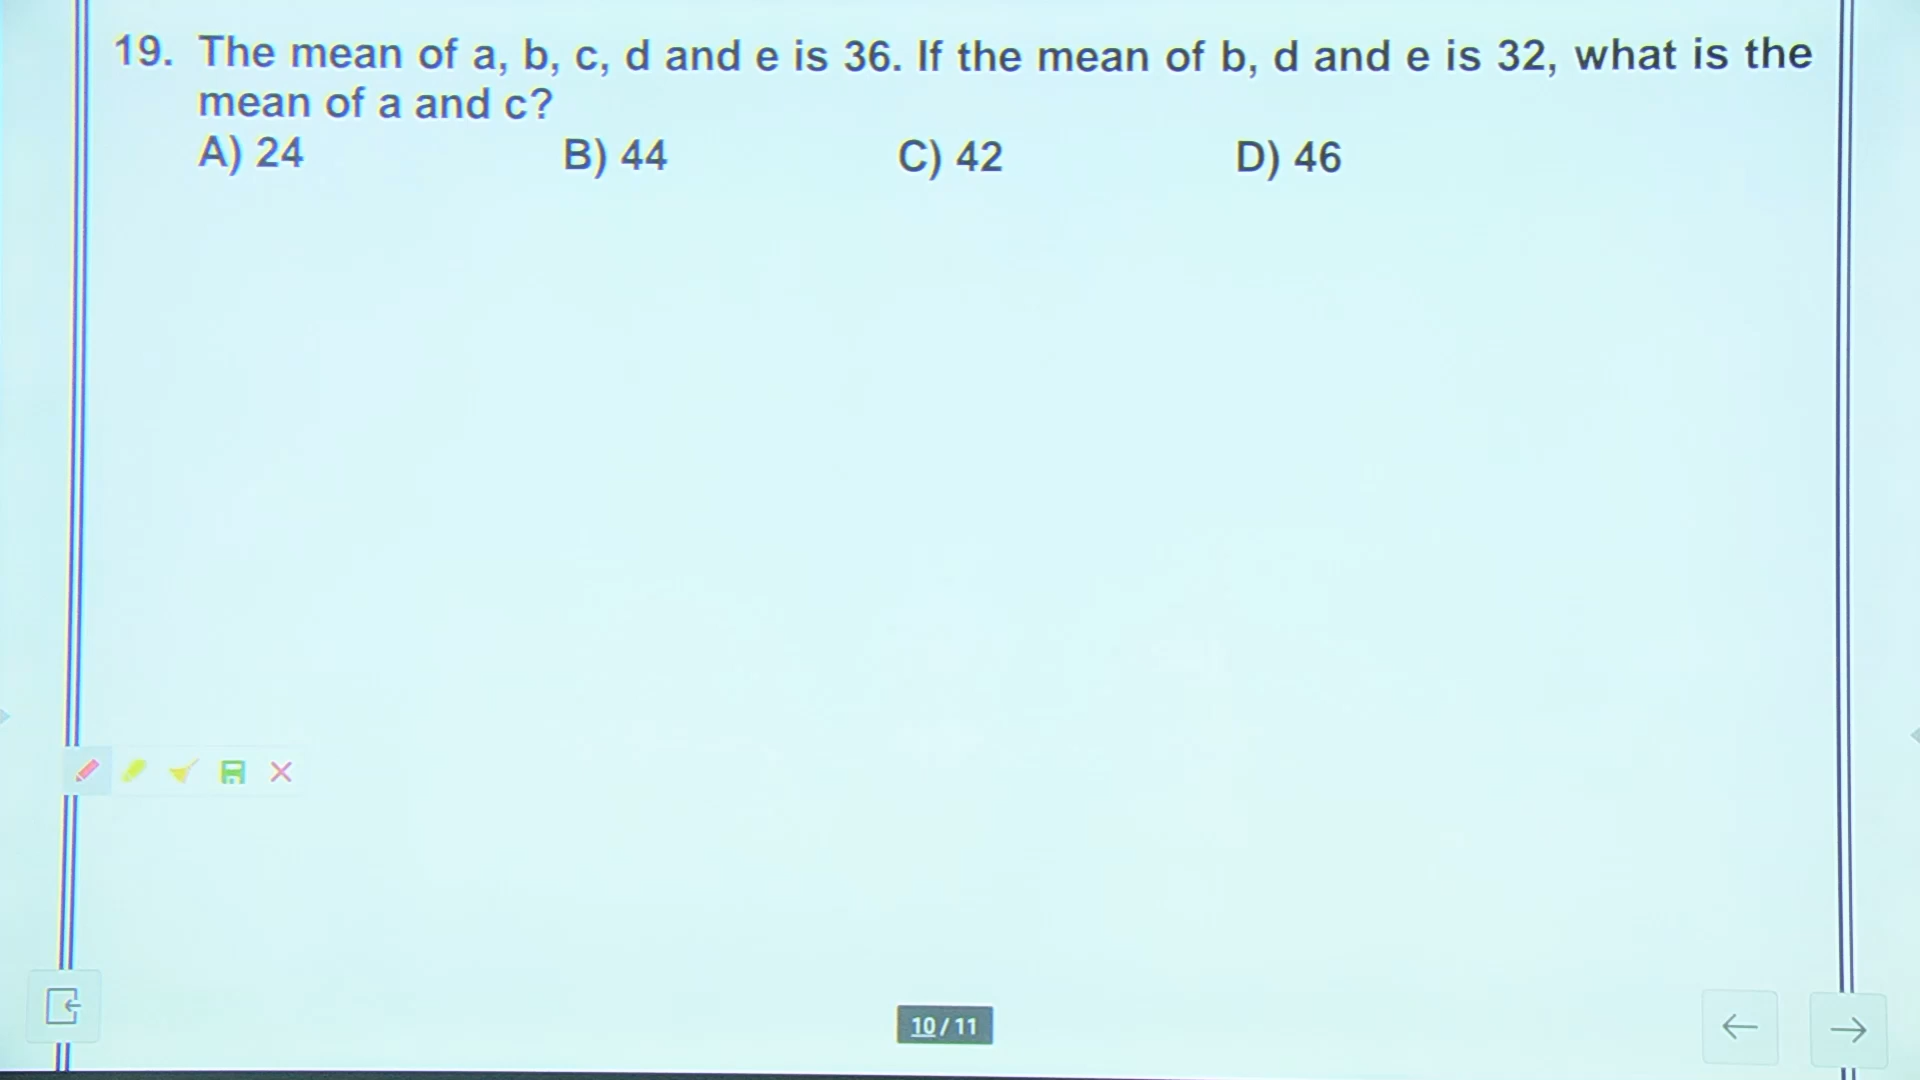 19. The mean of a, b, c, d and e is 36. If the mean of b, d and e is 32, what is the
mean of a and c?
A) 24 B) 44 C) 42 D) 46
10 / 11